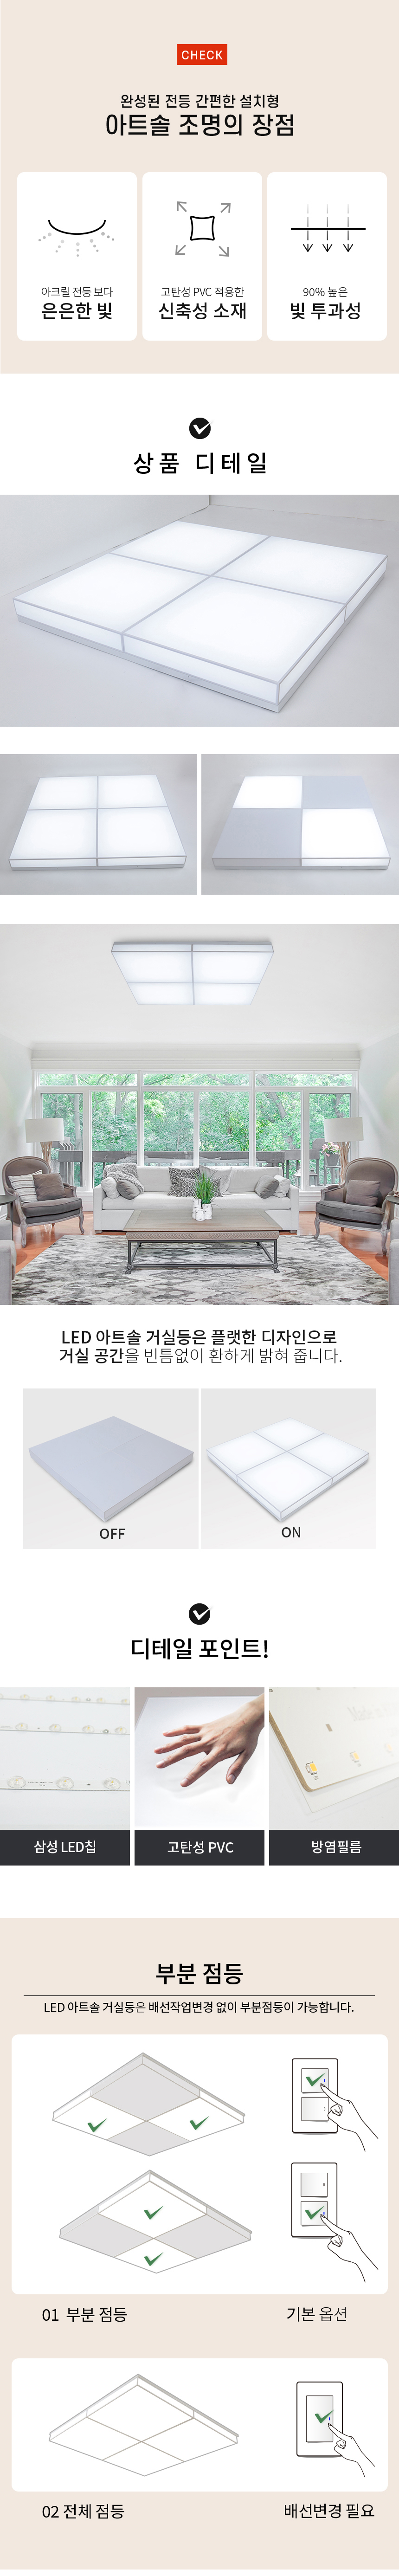 CHECK
완성된 전등 간편한 설치형
아트솔 조명의 장점
아크릴 전등 보다
은은한 빛
고탄성 PVC 적용한
신축성 소재
90% 높은
빛 투과성
상품 디테일
LED 아트솔 거실등은 플랫한 디자인으로
거실 공간을 빈틈없이 환하게 밝혀 줍니다.
OFF
ON
디테일 포인트!
삼성 LED칩
고탄성 PVC
방염필름
부분 점등
LED 아트솔 거실등은 배선작업변경 없이 부분점등이 가능합니다.
01 부분 점등
기본 옵션
02 전체 점등
배선변경 필요